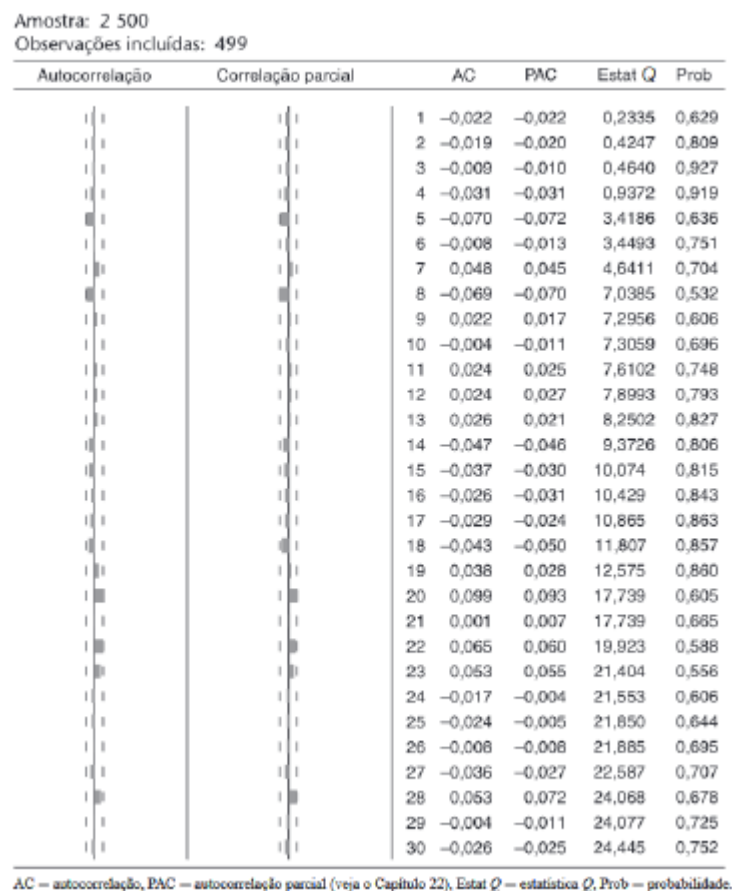 Amostra: 2 500
Observações incluídas: 499
Autocorrelação Correlação parcial AC PAC Estat Q Prob
1 –0,022 –0,022 0,2335 0,629
2 –0,019 –0,020 0,4247 0,809
3 –0,009 –0,010 0,4640 0,927
4 –0,031 –0,031 0,9372 0,919
5 –0,070 –0,072 3,4186 0,636
6 –0,008 –0,013 3,4493 0,751
7 0,048 0,045 4,6411 0,704
8 –0,069 –0,070 7,0385 0,532
9 0,022 0,017 7,2956 0,606
10 –0,004 –0,011 7,3059 0,696
11 0,024 0,025 7,6102 0,748
12 0,024 0,027 7,8993 0,793
13 0,026 0,021 8,2502 0,827
14 –0,047 –0,046 9,3726 0,806
15 –0,037 –0,030 10,074 0,815
16 –0,026 –0,031 10,429 0,843
17 –0,029 –0,024 10,865 0,863
18 –0,043 –0,050 11,807 0,857
19 0,038 0,028 12,575 0,860
20 0,099 0,093 17,739 0,605
21 0,001 0,007 17,739 0,665
22 0,065 0,060 19,923 0,588
23 0,053 0,055 21,404 0,556
24 –0,017 –0,004 21,553 0,606
25 –0,024 –0,005 21,850 0,644
26 –0,008 –0,008 21,885 0,695
27 –0,036 –0,027 22,587 0,707
28 0,053 0,072 24,068 0,678
29 –0,004 –0,011 24,077 0,725
30 –0,026 –0,025 24,445 0,752
AC — autocorrelação, PAC — autocorrelação parcial (veja o Capítulo 22), Estat Q — estatística Q, Prob — probabilidade.